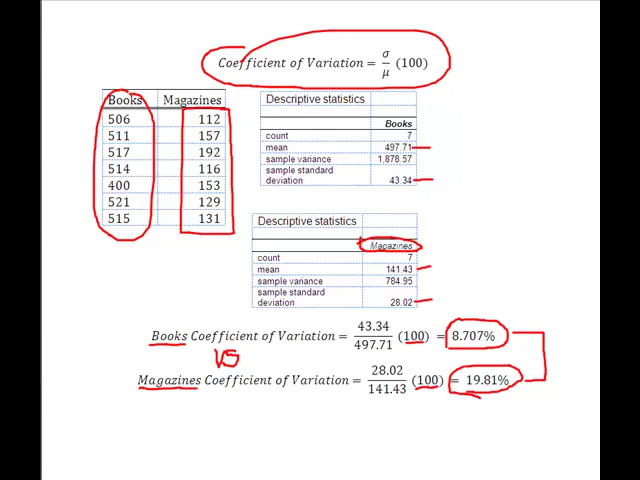 Coefficient of Variation = σ/μ (100)
Books Magazines
506 112
511 157
517 192
514 116
400 153
521 129
515 131
Descriptive statistics
Books
count 7
mean 497.71
sample variance 1,878.57
sample standard
deviation 43.34
Descriptive statistics
Magazines
count 7
mean 141.43
sample variance 784.95
sample standard
deviation 28.02
Books Coefficient of Variation = 43.34/497.71 (100) = 8.707%
VS
Magazines Coefficient of Variation = 28.02/141.43 (100) = 19.81%